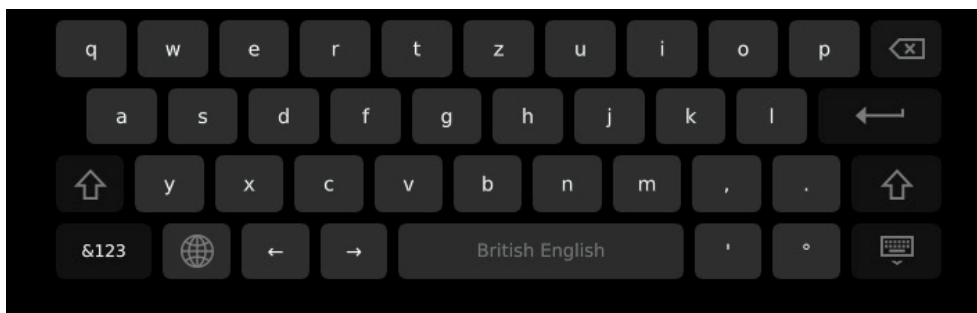 q w e r t z u i o p
a s d f g h j k l
y x c v b n m , .
&123 ← → British English ' °